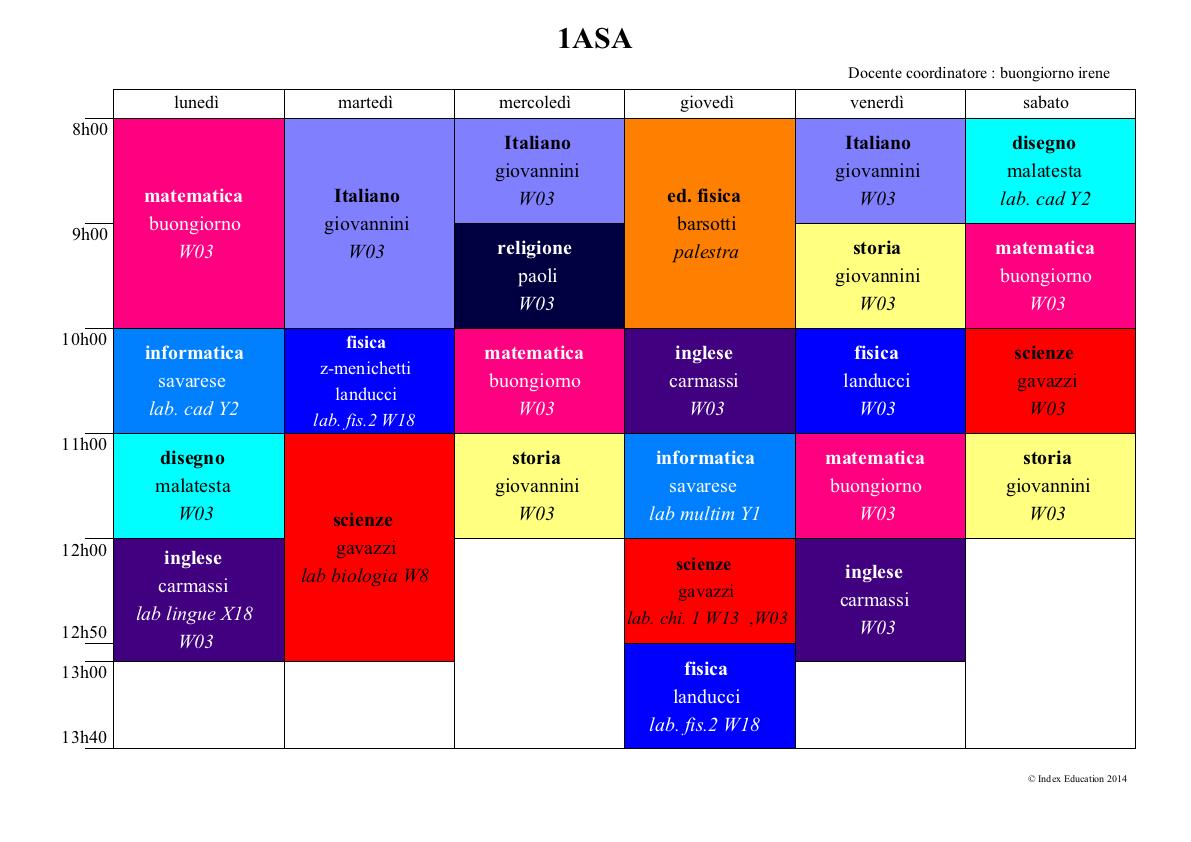 1ASA
Docente coordinatore : buongiorno irene
lunedì
martedì
mercoledì
giovedì
venerdì
sabato
8h00
matematica
buongiorno
W03
Italiano
giovannini
W03
Italiano
giovannini
W03
ed. fisica
barsotti
palestra
Italiano
giovannini
W03
disegno
malatesta
lab. cad Y2
9h00
religione
paoli
W03
storia
giovannini
W03
matematica
buongiorno
W03
10h00
informatica
savarese
lab. cad Y2
fisica
z-menichetti
landucci
lab. fis.2 W18
matematica
buongiorno
W03
inglese
carmassi
W03
fisica
landucci
W03
scienze
gavazzi
W03
11h00
disegno
malatesta
W03
scienze
gavazzi
lab biologia W8
storia
giovannini
W03
informatica
savarese
lab multim Y1
matematica
buongiorno
W03
storia
giovannini
W03
12h00
inglese
carmassi
lab lingue X18
W03
scienze
gavazzi
lab. chi. 1 W13 ,W03
inglese
carmassi
W03
12h50
13h00
fisica
landucci
lab. fis.2 W18
13h40
© Index Education 2014